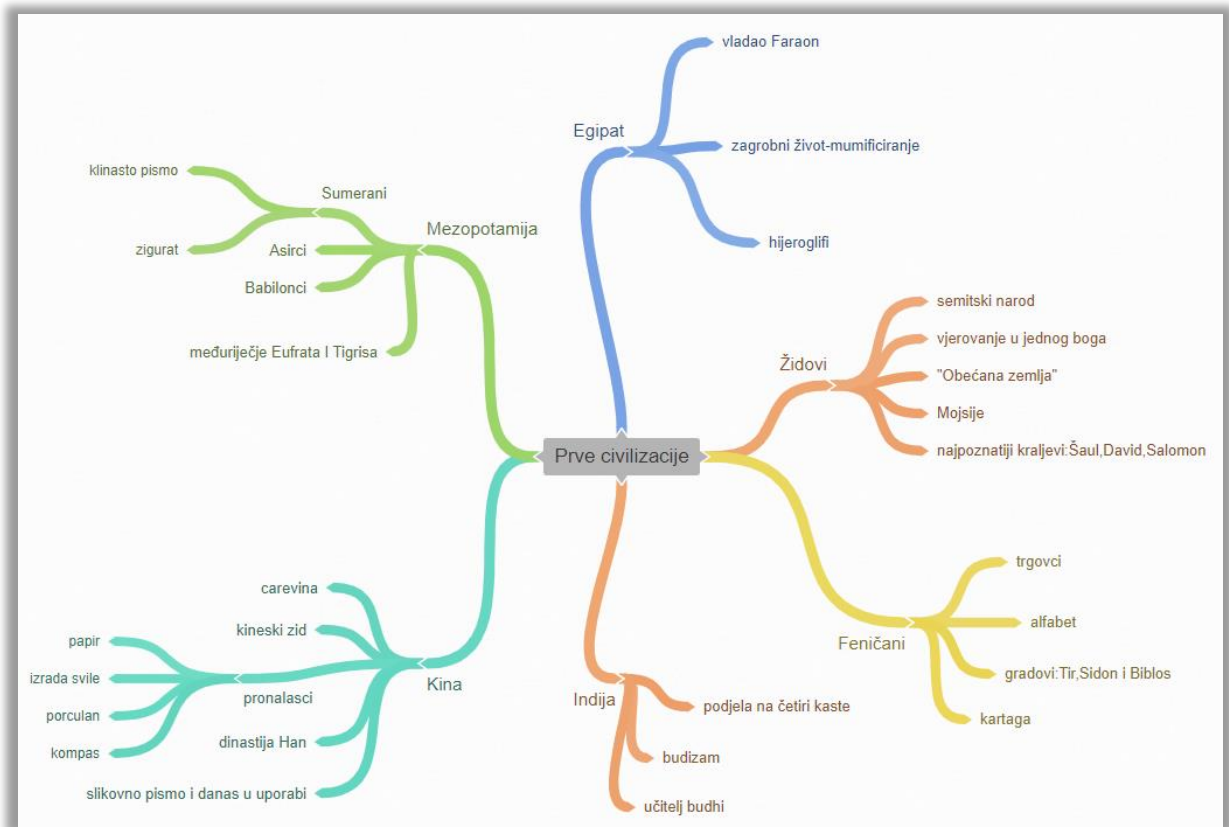 Prve civilizacije
Egipat
vladao Faraon
zagrobni život-mumificiranje
hijeroglifi
Židovi
semitski narod
vjerovanje u jednog boga
"Obećana zemlja"
Mojsije
najpoznatiji kraljevi:Šaul,David,Salomon
Feničani
trgovci
alfabet
gradovi:Tir,Sidon i Biblos
kartaga
Indija
podjela na četiri kaste
budizam
učitelj budhi
Kina
carevina
kineski zid
pronalasci
papir
izrada svile
porculan
kompas
dinastija Han
slikovno pismo i danas u uporabi
Mezopotamija
Sumerani
klinasto pismo
zigurat
Asirci
Babilonci
međuriječje Eufrata I Tigrisa